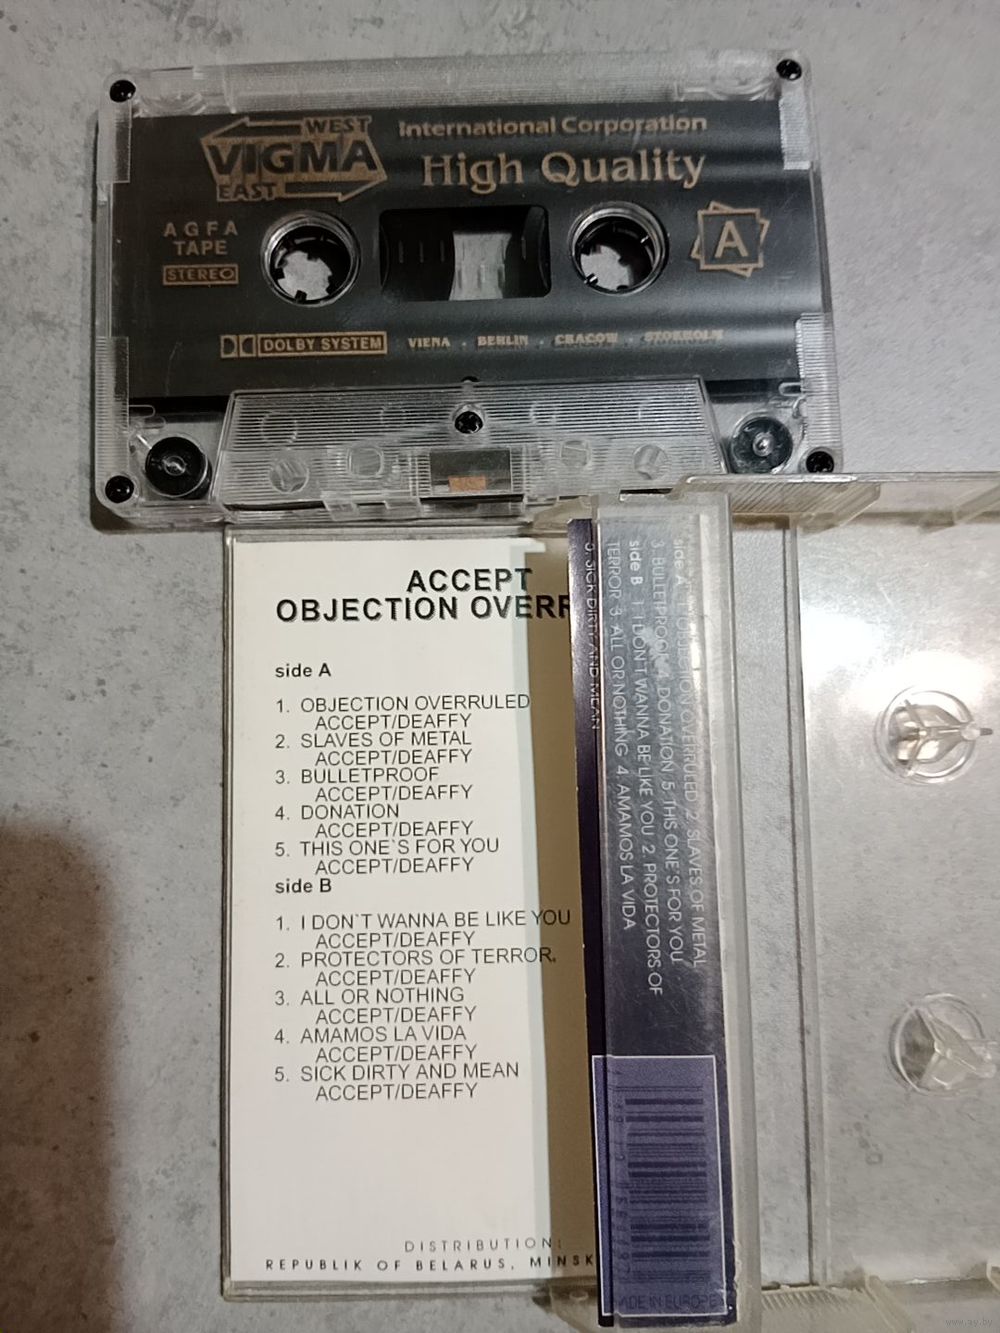 WEST
VIGMA
EAST
International Corporation
High Quality
AGFA
TAPE
STEREO
A
DOLBY SYSTEM
VIENA . BERLIN . CRACOW . STOKHOLM
ACCEPT
OBJECTION OVERR
side A
1. OBJECTION OVERRULED
ACCEPT/DEAFFY
2. SLAVES OF METAL
ACCEPT/DEAFFY
3. BULLETPROOF
ACCEPT/DEAFFY
4. DONATION
ACCEPT/DEAFFY
5. THIS ONE`S FOR YOU
ACCEPT/DEAFFY
side B
1. I DON`T WANNA BE LIKE YOU
ACCEPT/DEAFFY
2. PROTECTORS OF TERROR.
ACCEPT/DEAFFY
3. ALL OR NOTHING
ACCEPT/DEAFFY
4. AMAMOS LA VIDA
ACCEPT/DEAFFY
5. SICK DIRTY AND MEAN
ACCEPT/DEAFFY
DISTRIBUTION:
REPUBLIK OF BELARUS, MINSK
side A 1. OBJECTION OVERRULED 2. SLAVES OF METAL
3. BULLETPROOF 4. DONATION 5. THIS ONE'S FOR YOU
side B 1. I DON'T WANNA BE LIKE YOU 2. PROTECTORS OF
TERROR 3. ALL OR NOTHING 4. AMAMOS LA VIDA
5. SICK DIRTY AND MEAN
MADE IN EUROPE
www.ay.by